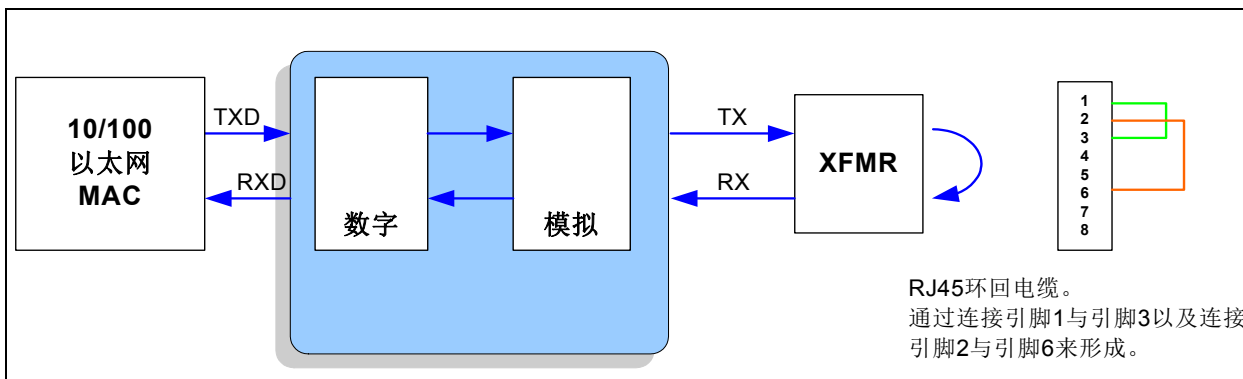 10/100
以太网
MAC
TXD
RXD
数字
模拟
TX
RX
XFMR
1
2
3
4
5
6
7
8
RJ45环回电缆。
通过连接引脚1与引脚3以及连接
引脚2与引脚6来形成。